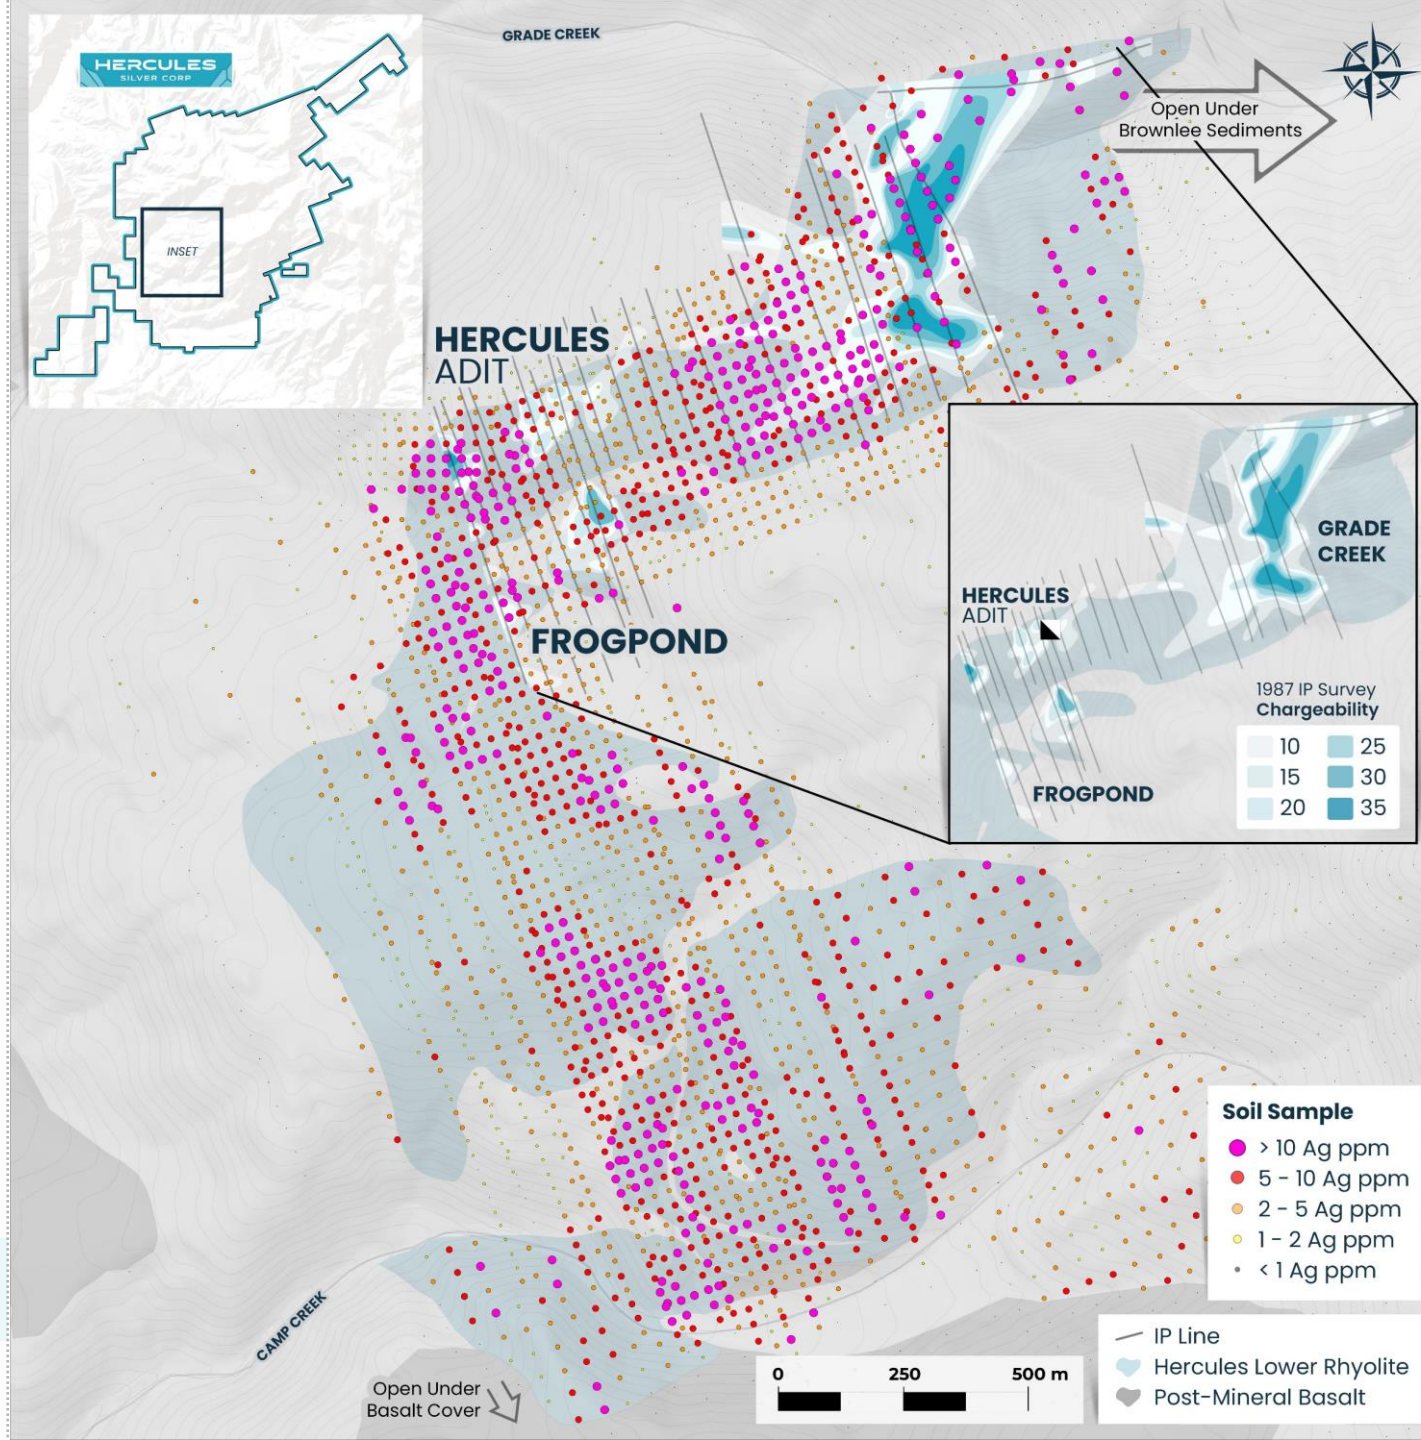 GRADE CREEK
HERCULES
SILVER CORP
INSET
Open Under
Brownlee Sediments
HERCULES
ADIT
FROGPOND
GRADE
CREEK
HERCULES
ADIT
1987 IP Survey
Chargeability
10 25
15 30
20 35
FROGPOND
Soil Sample
> 10 Ag ppm
5 - 10 Ag ppm
2 - 5 Ag ppm
1 - 2 Ag ppm
< 1 Ag ppm
CAMP CREEK
IP Line
Hercules Lower Rhyolite
Post-Mineral Basalt
0 250 500 m
Open Under
Basalt Cover